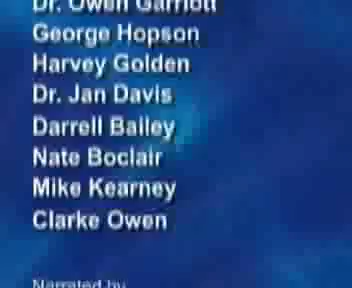 Dr. Owen Garriott
George Hopson
Harvey Golden
Dr. Jan Davis
Darrell Bailey
Nate Boclair
Mike Kearney
Clarke Owen
Narrated by